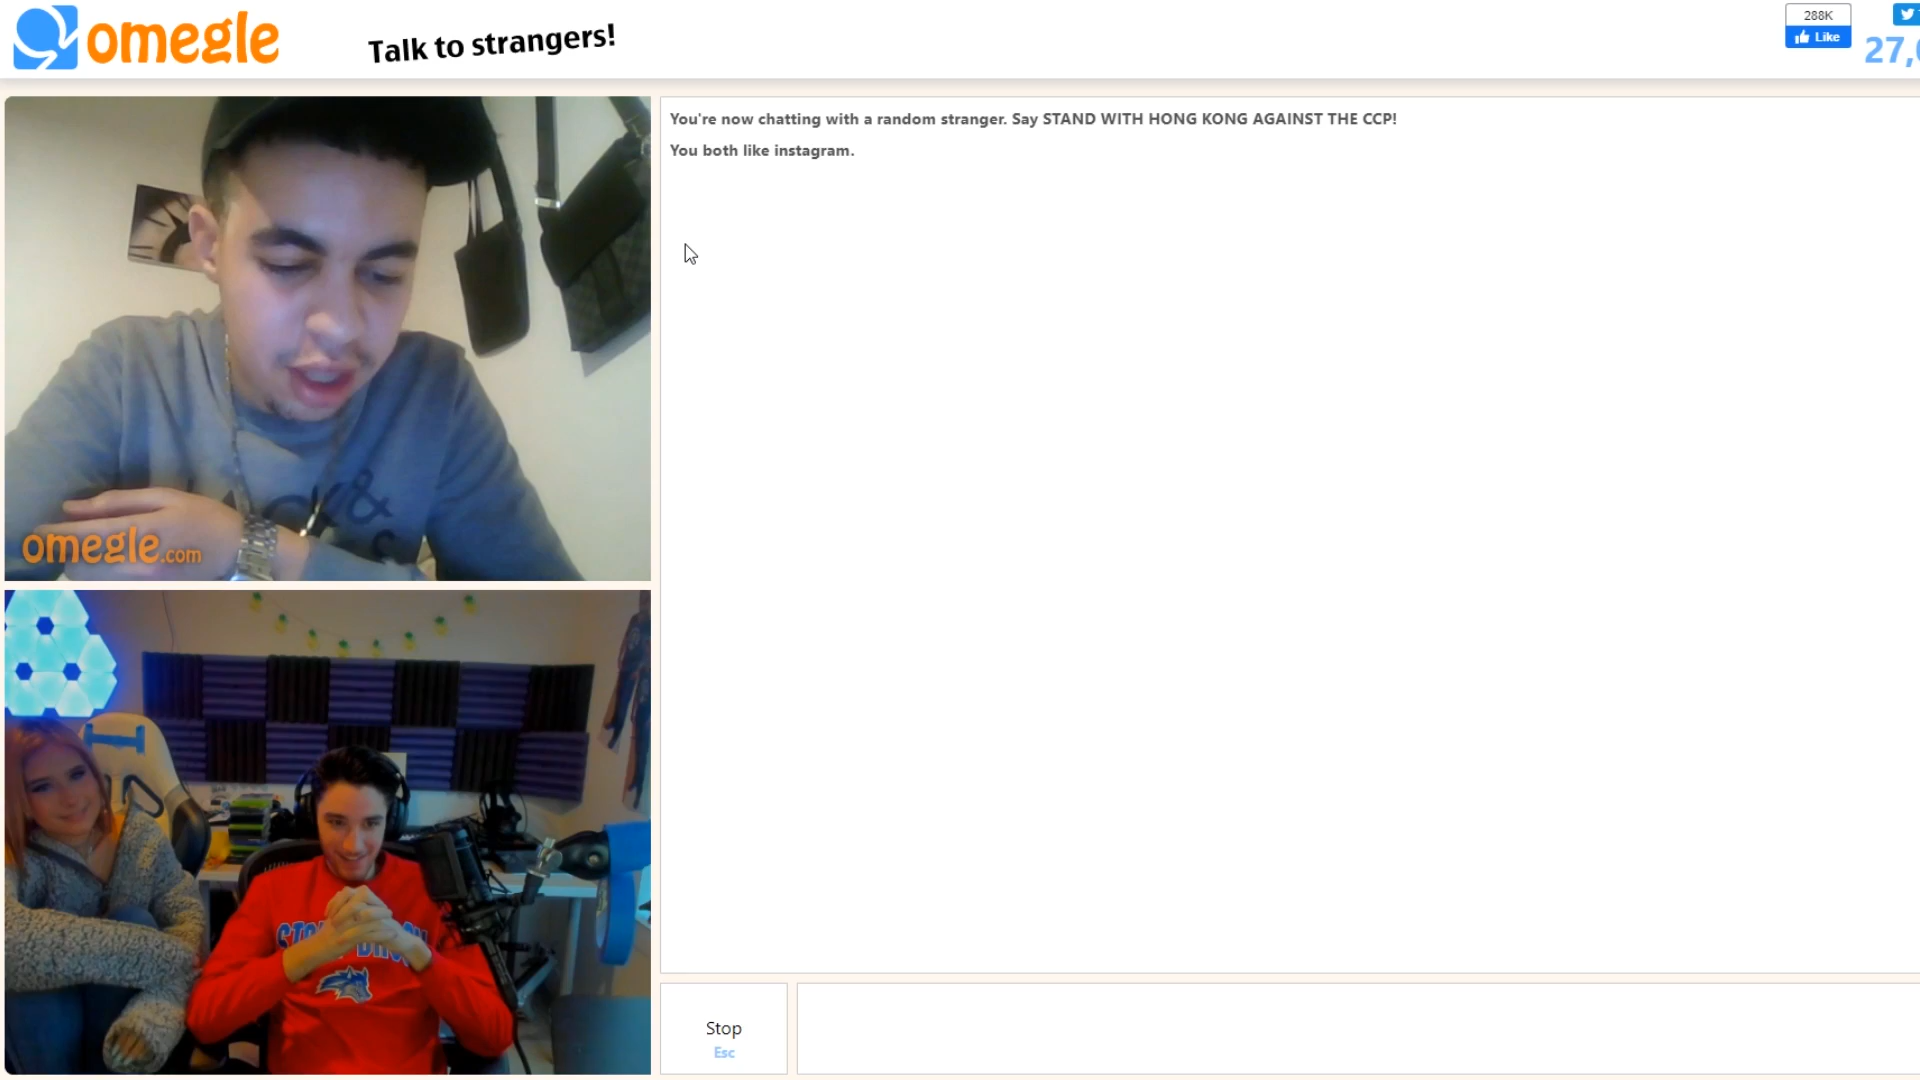 omegle
Talk to strangers!
288K
Like
27,
You're now chatting with a random stranger. Say STAND WITH HONG KONG AGAINST THE CCP!
You both like instagram.
omegle.com
Stop
Esc